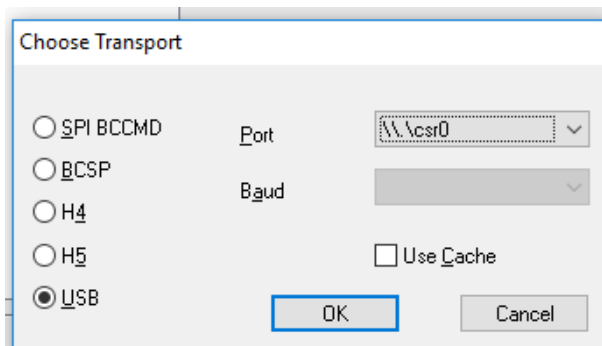 Choose Transport
SPI BCCMD
Port
\\.\csr0
BCSP
Baud
H4
H5
Use Cache
USB
OK
Cancel